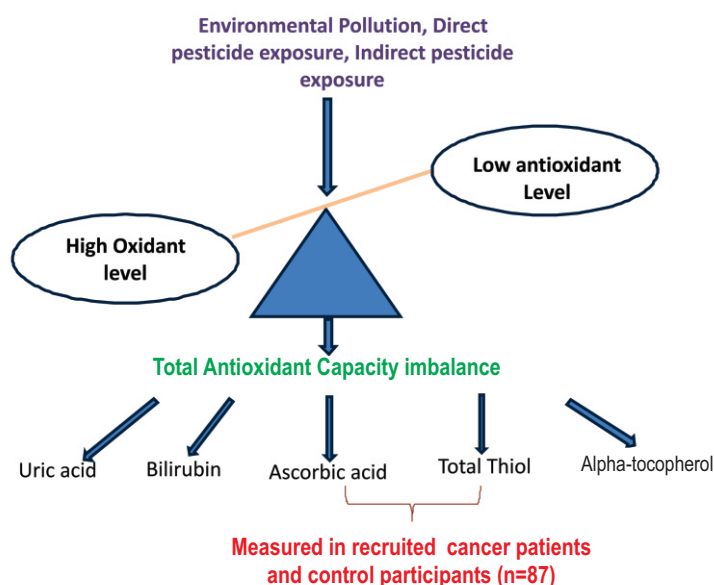 Environmental Pollution, Direct
pesticide exposure, Indirect pesticide
exposure
Low antioxidant
Level
High Oxidant
level
Total Antioxidant Capacity imbalance
Uric acid
Bilirubin
Ascorbic acid
Total Thiol
Alpha-tocopherol
Measured in recruited cancer patients
and control participants (n=87)